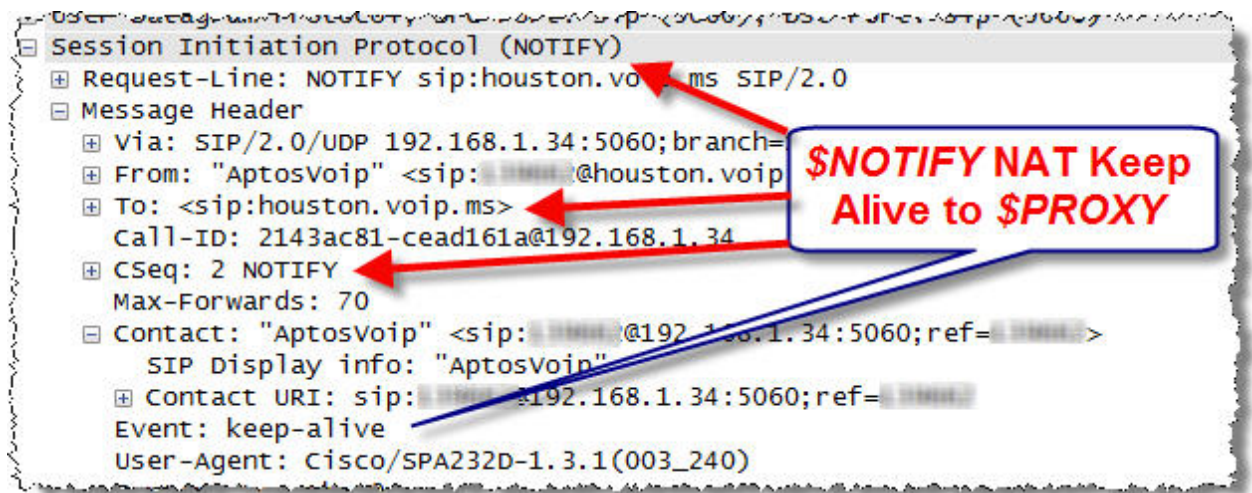 Session Initiation Protocol (NOTIFY)
Request-Line: NOTIFY sip:houston.vo ms SIP/2.0
Message Header
Via: SIP/2.0/UDP 192.168.1.34:5060;branch=
From: "AptosVoip" <sip: @houston.voip
To: <sip:houston.voip.ms>
Call-ID: 2143ac81-cead161a@192.168.1.34
CSeq: 2 NOTIFY
Max-Forwards: 70
Contact: "AptosVoip" <sip: @192.168.1.34:5060;ref= >
SIP Display info: "AptosVoip"
Contact URI: sip: @192.168.1.34:5060;ref=
Event: keep-alive
User-Agent: Cisco/SPA232D-1.3.1(003_240)
$NOTIFY NAT Keep
Alive to $PROXY